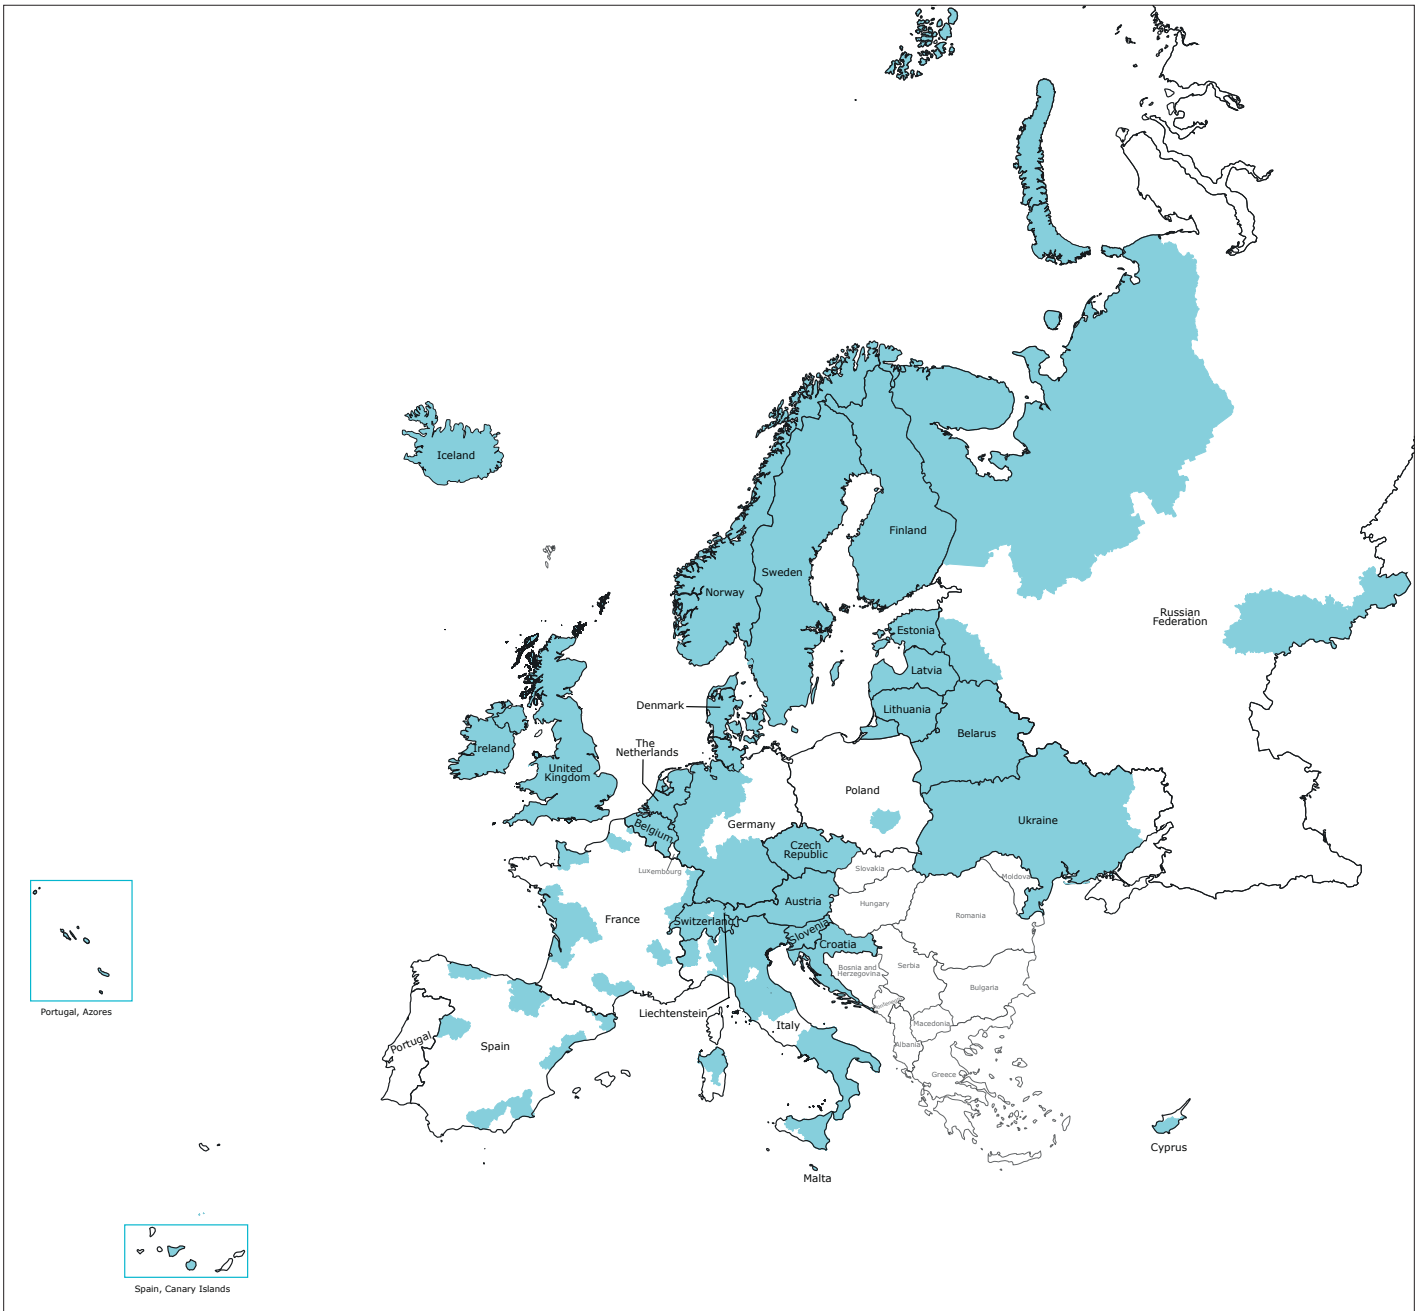 Iceland
Finland
Sweden
Norway
Russian
Federation
Estonia
Latvia
Denmark
Lithuania
Belarus
The
Netherlands
Ireland
United
Kingdom
Poland
Ukraine
Germany
Belgium
Czech
Republic
Luxembourg
Slovakia
Moldova
Austria
Hungary
France
Switzerland
Romania
Slovenia
Croatia
Bosnia and
Herzegovina
Serbia
Bulgaria
Portugal, Azores
Liechtenstein
Italy
Macedonia
Portugal
Spain
Albania
Greece
Cyprus
Malta
Spain, Canary Islands